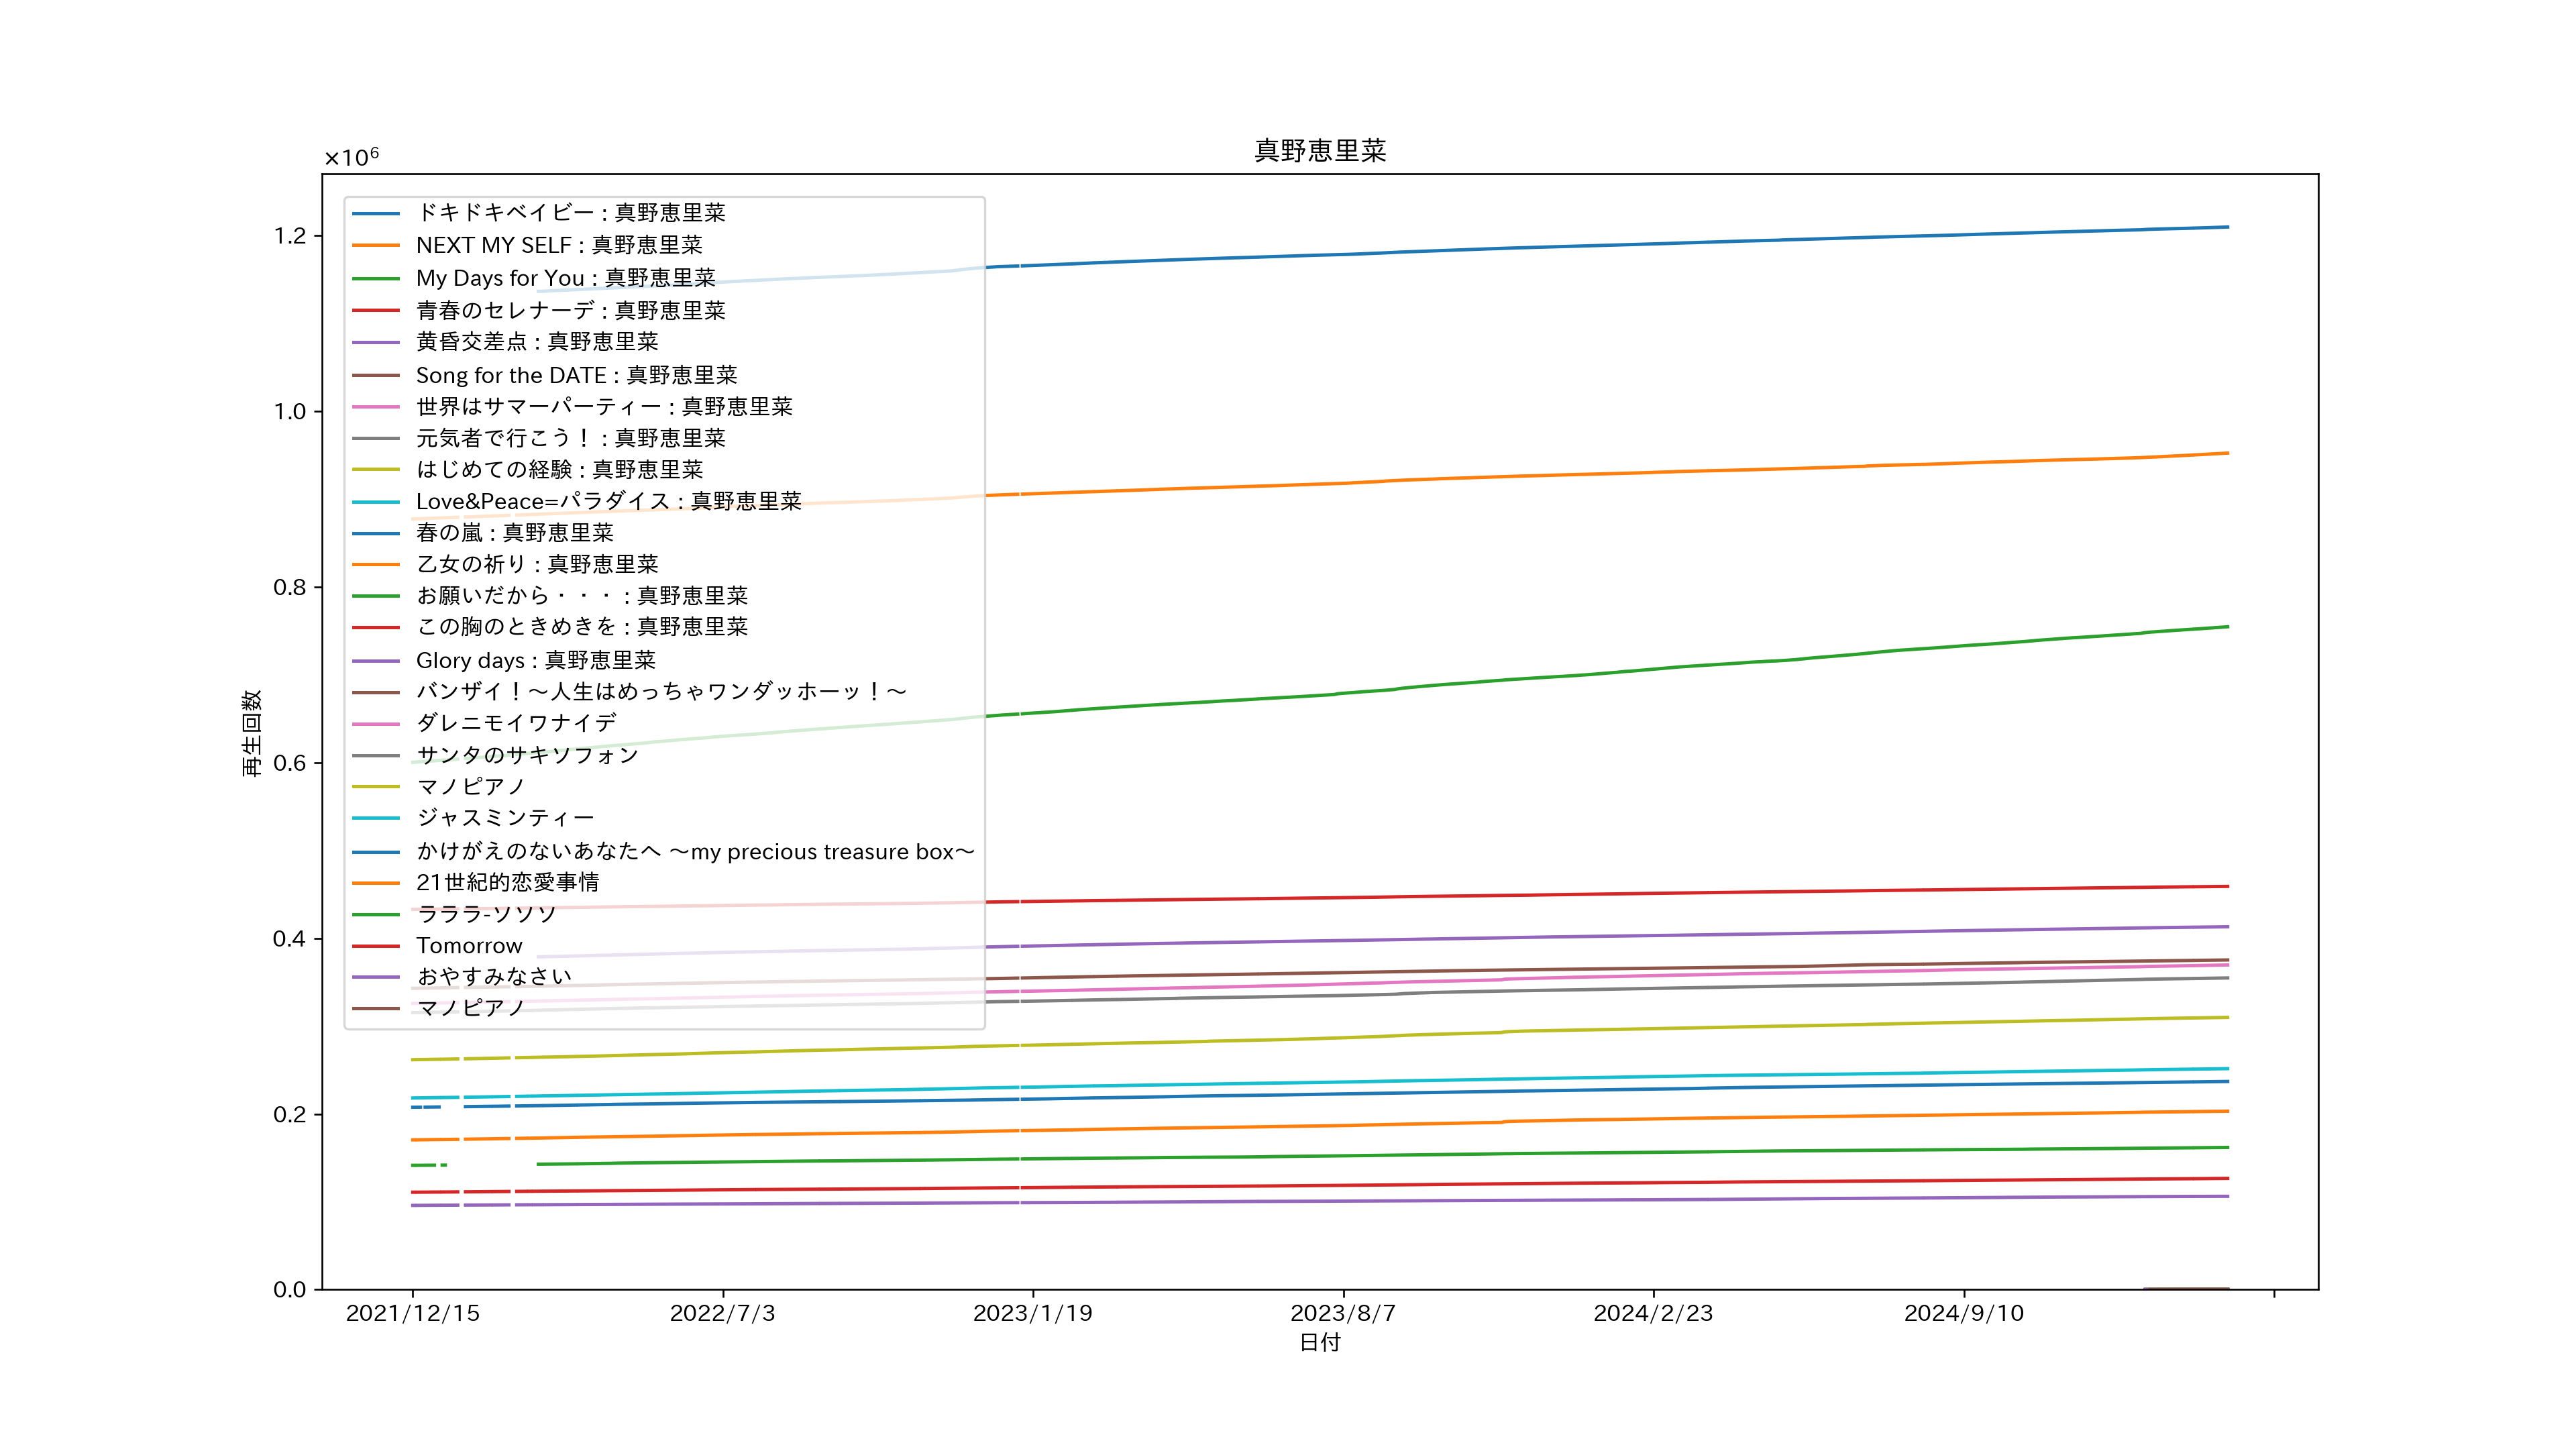 真野恵里菜
×10⁶
1.2
1.0
0.8
0.6
0.4
0.2
0.0
再生回数
ドキドキベイビー : 真野恵里菜
NEXT MY SELF : 真野恵里菜
My Days for You : 真野恵里菜
青春のセレナーデ : 真野恵里菜
黄昏交差点 : 真野恵里菜
Song for the DATE : 真野恵里菜
世界はサマーパーティー : 真野恵里菜
元気者で行こう！ : 真野恵里菜
はじめての経験 : 真野恵里菜
Love&Peace=パラダイス : 真野恵里菜
春の嵐 : 真野恵里菜
乙女の祈り : 真野恵里菜
お願いだから・・・ : 真野恵里菜
この胸のときめきを : 真野恵里菜
Glory days : 真野恵里菜
バンザイ！～人生はめっちゃワンダッホーッ！～
ダレニモイワナイデ
サンタのサキソフォン
マノピアノ
ジャスミンティー
かけがえのないあなたへ ～my precious treasure box～
21世紀的恋愛事情
ラララ-ソソソ
Tomorrow
おやすみなさい
マノピアノ
2021/12/15 2022/7/3 2023/1/19 2023/8/7 2024/2/23 2024/9/10
日付